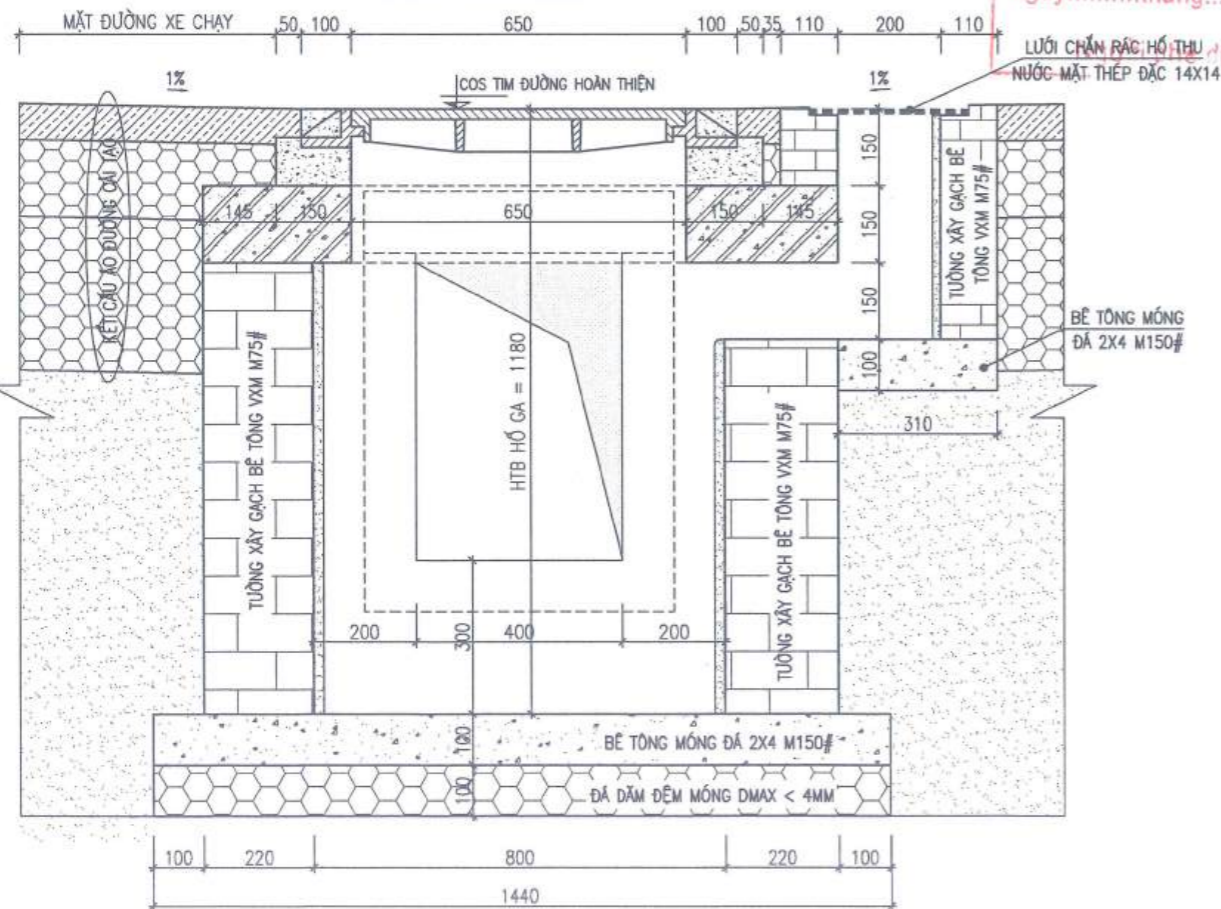 MẶT ĐƯỜNG XE CHẠY
50 100 650 100 50 35 110 200 110
LƯỚI CHẮN RÁC HỐ THU
NƯỚC MẶT THÉP ĐẶC 14X14
1%
COS TIM ĐƯỜNG HOÀN THIỆN
1%
KẾT CẤU ÁO ĐƯỜNG CẢI TẠO
145 150 650 150 145
150
150
150
100
TƯỜNG XÂY GẠCH BÊ
TÔNG VXM M75#
BÊ TÔNG MÓNG
ĐÁ 2X4 M150#
310
TƯỜNG XÂY GẠCH BÊ TÔNG VXM M75#
HTB HỐ GA = 1180
TƯỜNG XÂY GẠCH BÊ TÔNG VXM M75#
200 400 200
300
100
BÊ TÔNG MÓNG ĐÁ 2X4 M150#
100
ĐÁ DĂM ĐỆM MÓNG DMAX < 4MM
100 220 800 220 100
1440